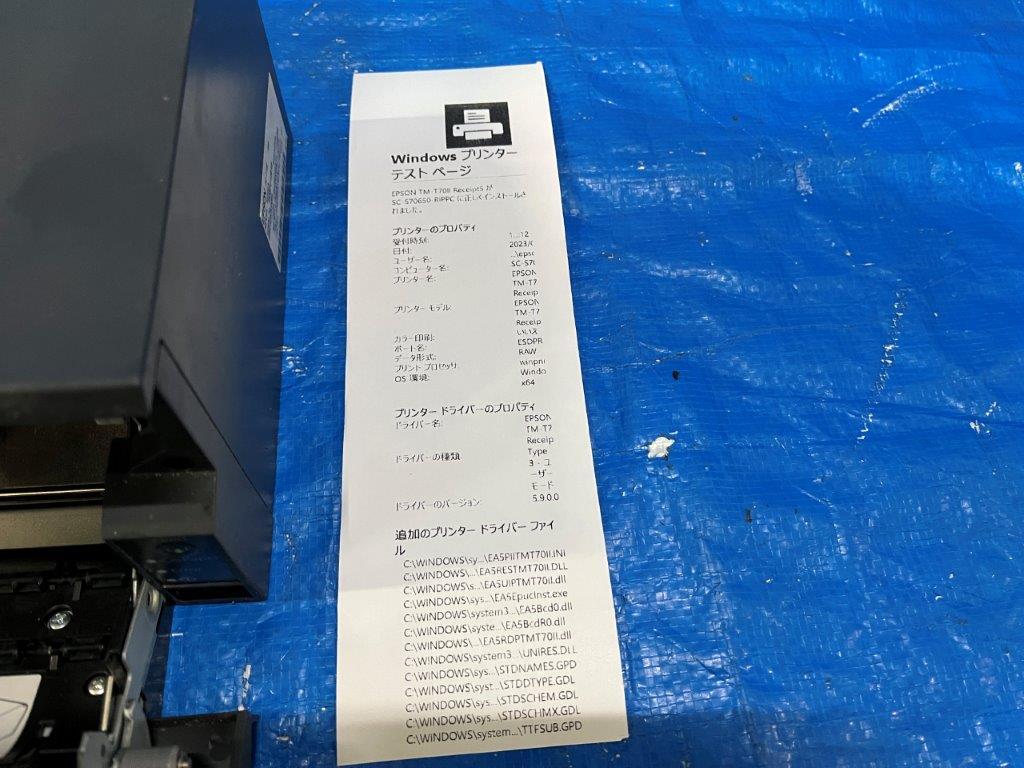 Windows プリンター
テスト ページ
EPSON TM-T70II Receipt5 が
SC-S70650-RIPPC に正しくインストールさ
れました。
プリンターのプロパティ
受付時刻: 1...:12
日付: 2023/
ユーザー名: ...\epsc
コンピューター名: SC-S7
プリンター名: EPSON
TM-T7
Receip
プリンター モデル: EPSON
TM-T7
Receip
カラー印刷: いいえ
ポート名: ESDPR
データ形式: RAW
プリント プロセッサ: winpri
OS 環境: Windo
x64
プリンター ドライバーのプロパティ
ドライバー名: EPSON
TM-T7
Receip
ドライバーの種類: Type
3 - ユ
ーザー
モード
ドライバーのバージョン: 5.9.0.0
追加のプリンター ドライバー ファイ
ル
C:\WINDOWS\sy...\EA5PIITMT70II.INI
C:\WINDOWS\...\EA5RESTMT70II.DLL
C:\WINDOWS\s...\EA5UIPTMT70II.dll
C:\WINDOWS\sys...\EA5EpucInst.exe
C:\WINDOWS\system3...\EA5Bcd0.dll
C:\WINDOWS\syste...\EA5BcdR0.dll
C:\WINDOWS\...\EA5RDPTMT70II.dll
C:\WINDOWS\system3...\UNIRES.DLL
C:\WINDOWS\sys...\STDNAMES.GPD
C:\WINDOWS\syst...\STDDTYPE.GDL
C:\WINDOWS\sys...\STDSCHEM.GDL
C:\WINDOWS\sys...\STDSCHMX.GDL
C:\WINDOWS\system...\TTFSUB.GPD